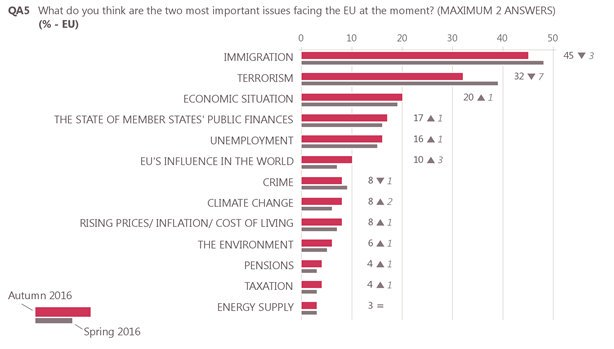 QA5 What do you think are the two most important issues facing the EU at the moment? (MAXIMUM 2 ANSWERS)
(% - EU)
0 10 20 30 40 50
IMMIGRATION 45 ▼ 3
TERRORISM 32 ▼ 7
ECONOMIC SITUATION 20 ▲ 1
THE STATE OF MEMBER STATES' PUBLIC FINANCES 17 ▲ 1
UNEMPLOYMENT 16 ▲ 1
EU'S INFLUENCE IN THE WORLD 10 ▲ 3
CRIME 8 ▼ 1
CLIMATE CHANGE 8 ▲ 2
RISING PRICES/ INFLATION/ COST OF LIVING 8 ▲ 1
THE ENVIRONMENT 6 ▲ 1
PENSIONS 4 ▲ 1
TAXATION 4 ▲ 1
ENERGY SUPPLY 3 =
Autumn 2016
Spring 2016